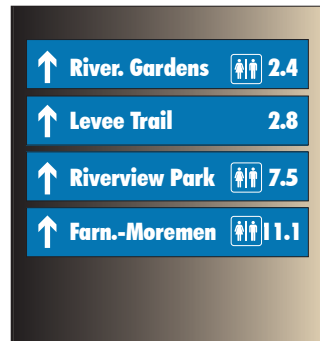 River. Gardens 2.4
Levee Trail 2.8
Riverview Park 7.5
Farn.-Moremen 11.1